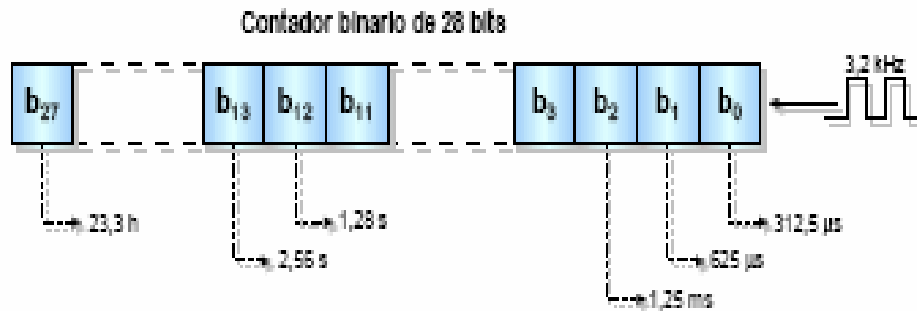 Contador binario de 28 bits
3,2 kHz
b27 b13 b12 b11 b3 b2 b1 b0
23,3 h
1,28 s
312,5 µs
2,56 s
625 µs
1,25 ms